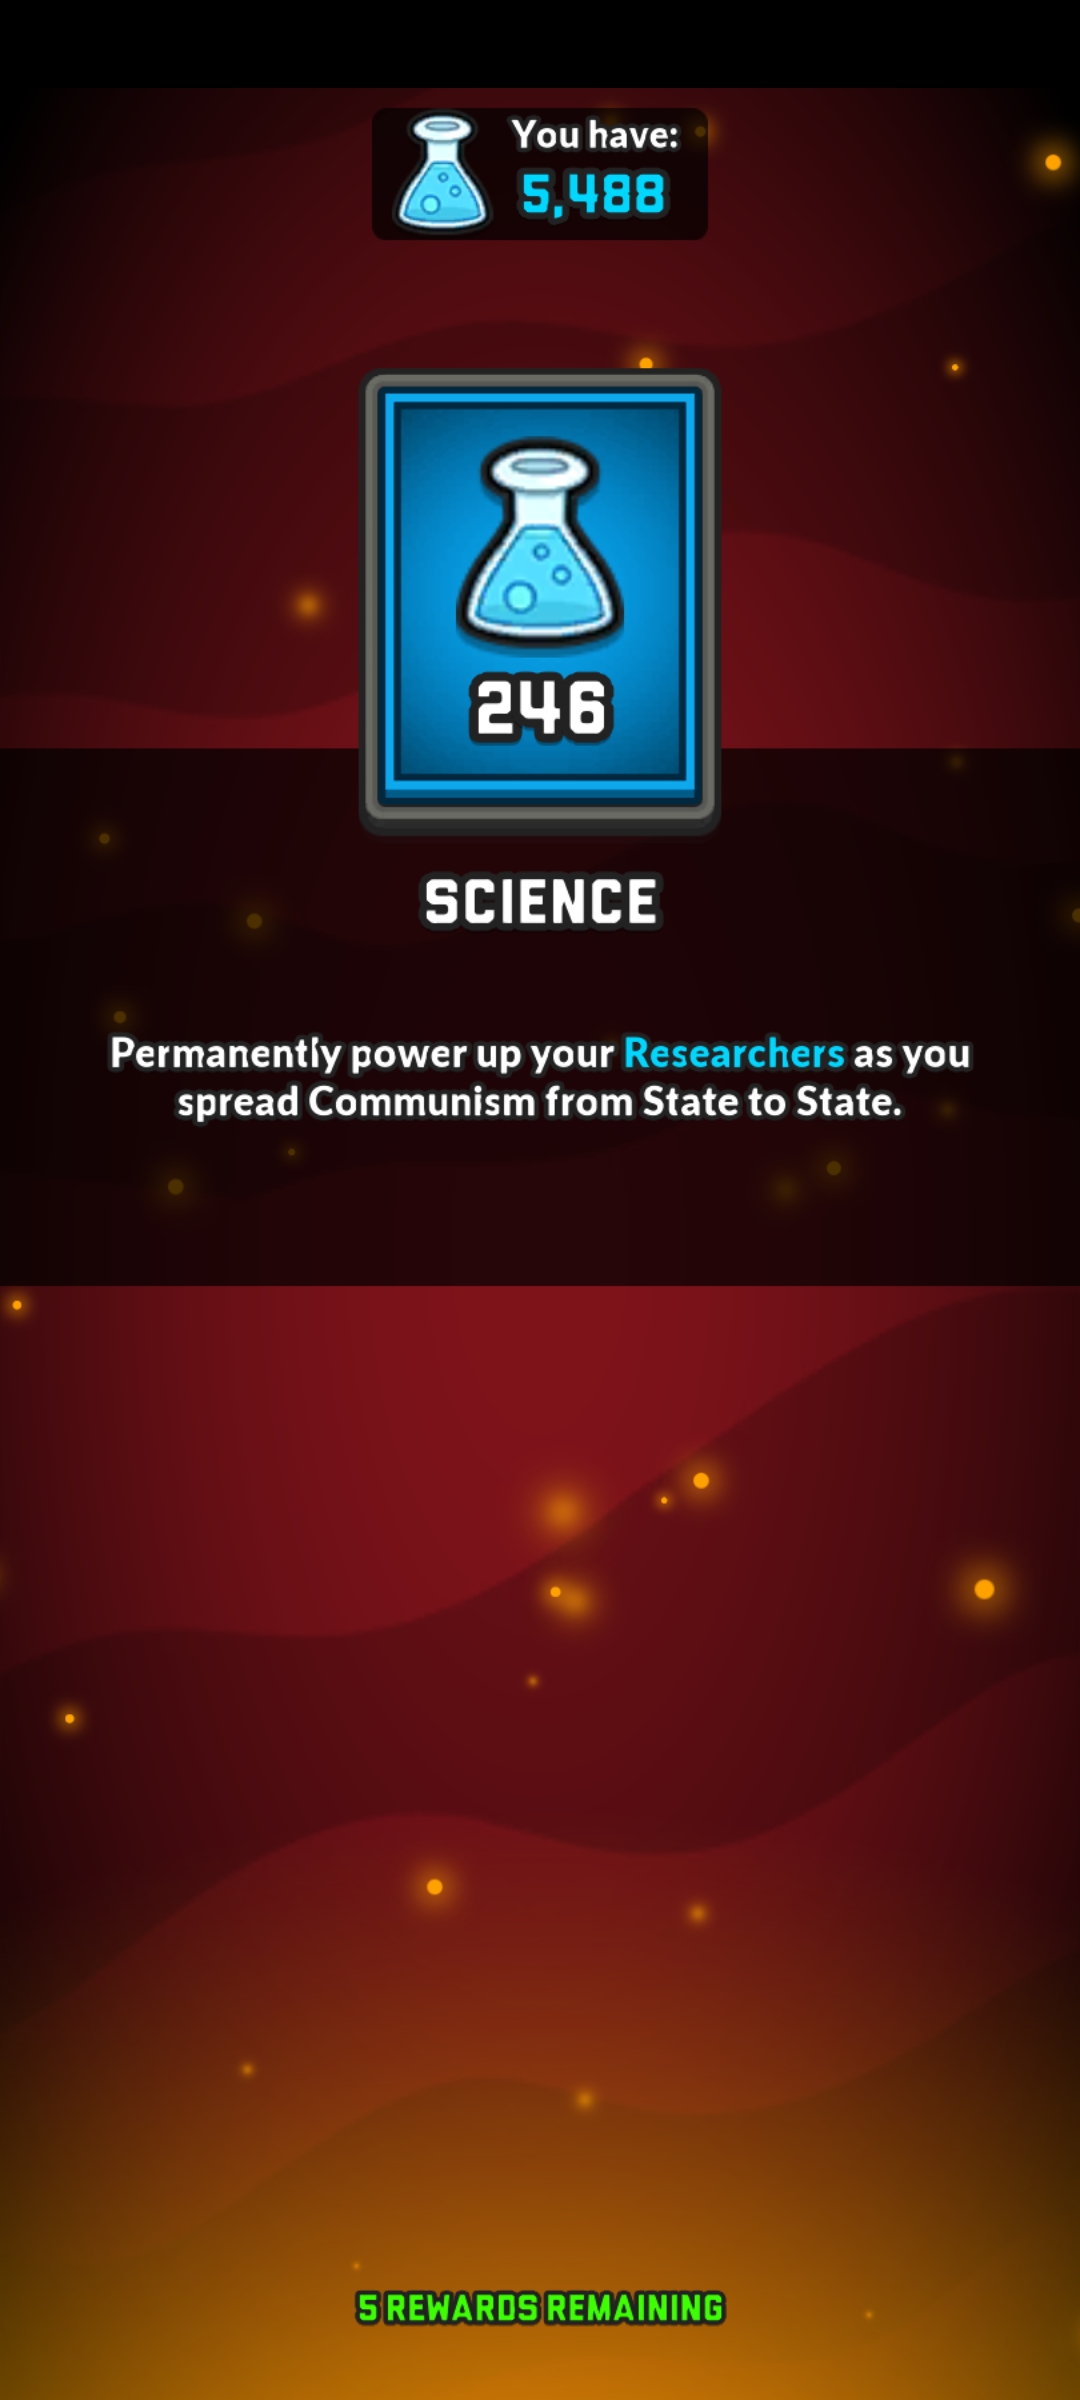 You have:
5,488
246
SCIENCE
Permanently power up your Researchers as you
spread Communism from State to State.
5 REWARDS REMAINING